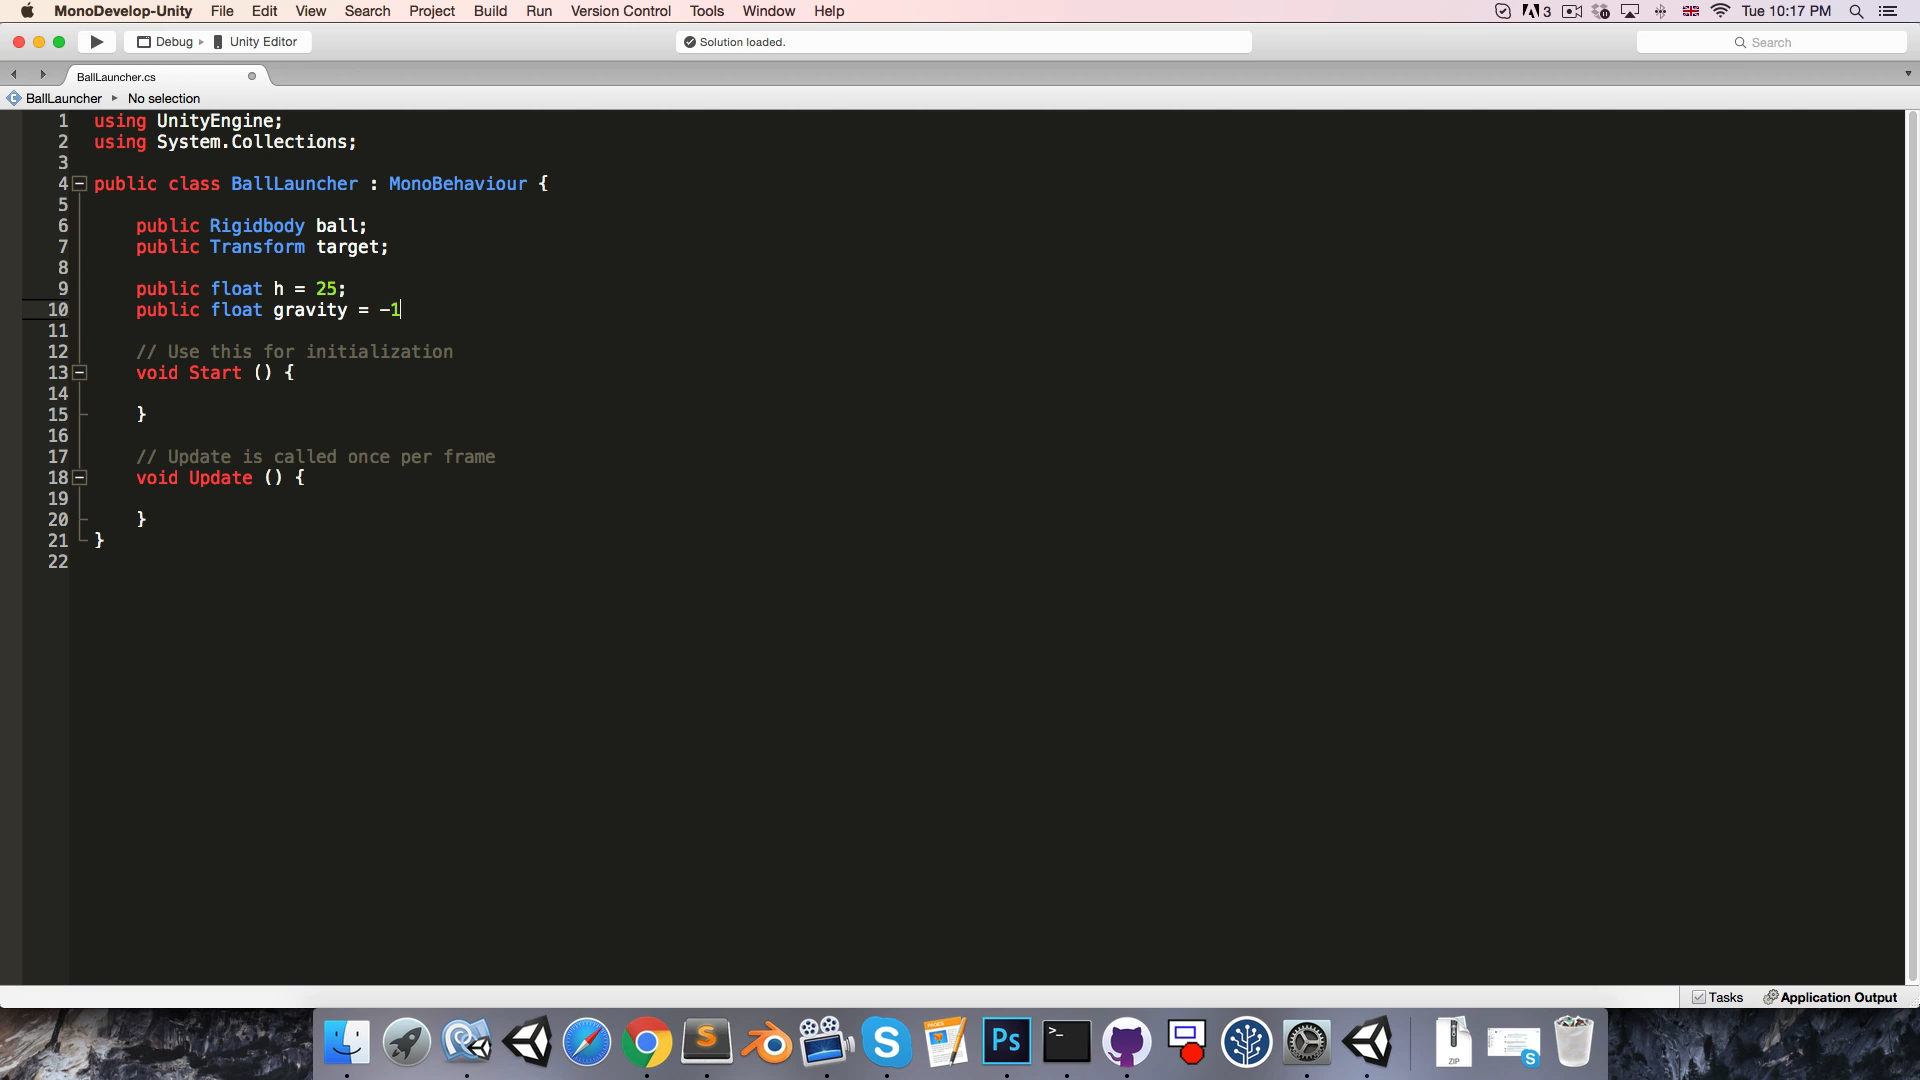 MonoDevelop-Unity File Edit View Search Project Build Run Version Control Tools Window Help 3 Tue 10:17 PM
Debug Unity Editor Solution loaded. Search
BallLauncher.cs
BallLauncher No selection
1 using UnityEngine;
2 using System.Collections;
3
4 public class BallLauncher : MonoBehaviour {
5
6 public Rigidbody ball;
7 public Transform target;
8
9 public float h = 25;
10 public float gravity = -1
11
12 // Use this for initialization
13 void Start () {
14
15 }
16
17 // Update is called once per frame
18 void Update () {
19
20 }
21 }
22
Tasks Application Output
S S PAGES Ps >_ ZIP S